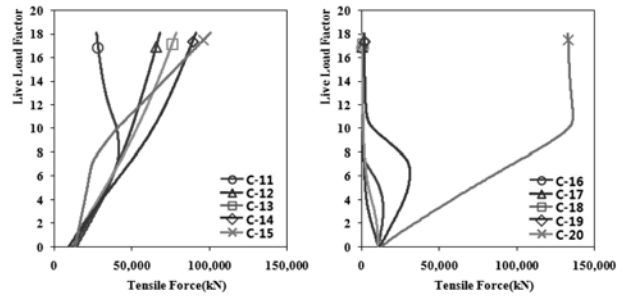 Live Load Factor
20
18
16
14
12
10
8
6
4
2
0
C-11
C-12
C-13
C-14
C-15
0 50,000 100,000 150,000
Tensile Force(kN)
Live Load Factor
20
18
16
14
12
10
8
6
4
2
0
C-16
C-17
C-18
C-19
C-20
0 50,000 100,000 150,000
Tensile Force(kN)